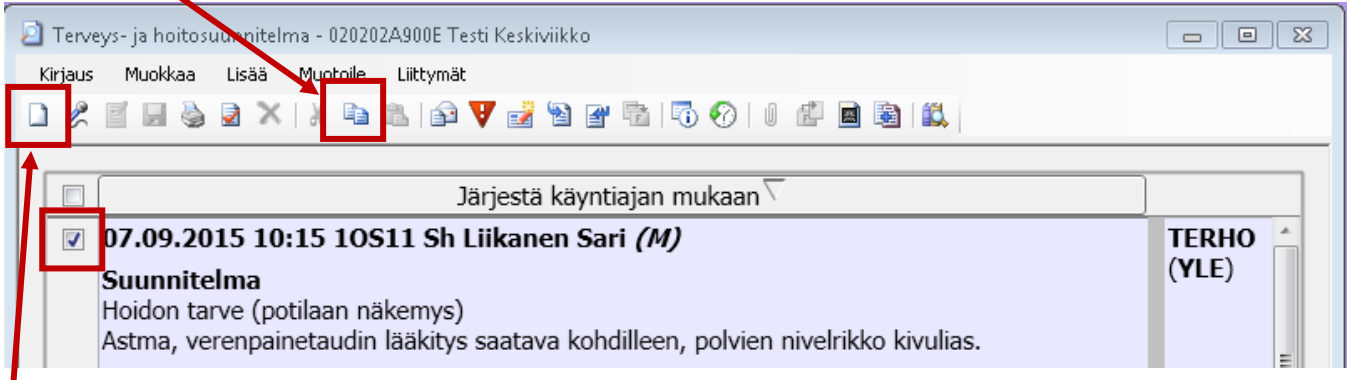 Terveys- ja hoitosuunnitelma - 020202A900E Testi Keskiviikko
Kirjaus Muokkaa Lisää Muotoile Liittymät
Järjestä käyntiajan mukaan
07.09.2015 10:15 1OS11 Sh Liikanen Sari (M) TERHO
(YLE)
Suunnitelma
Hoidon tarve (potilaan näkemys)
Astma, verenpainetaudin lääkitys saatava kohdilleen, polvien nivelrikko kivulias.